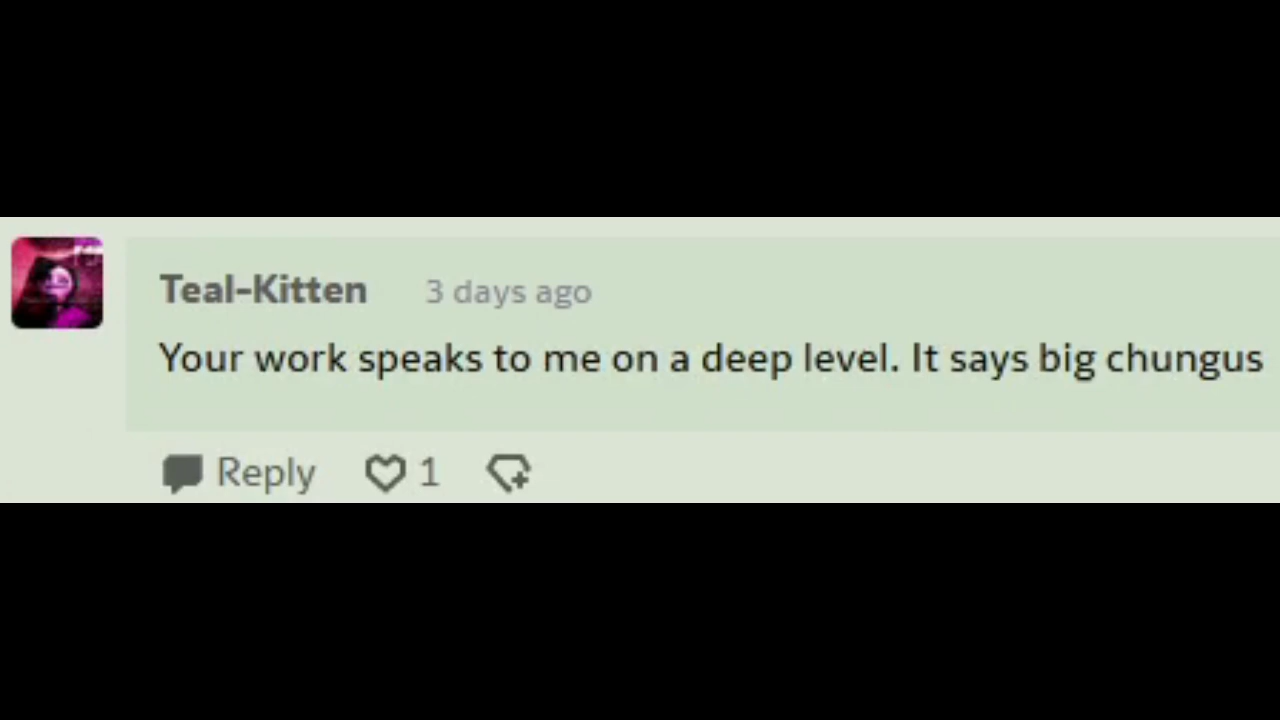 Teal-Kitten 3 days ago
Your work speaks to me on a deep level. It says big chungus
Reply 1